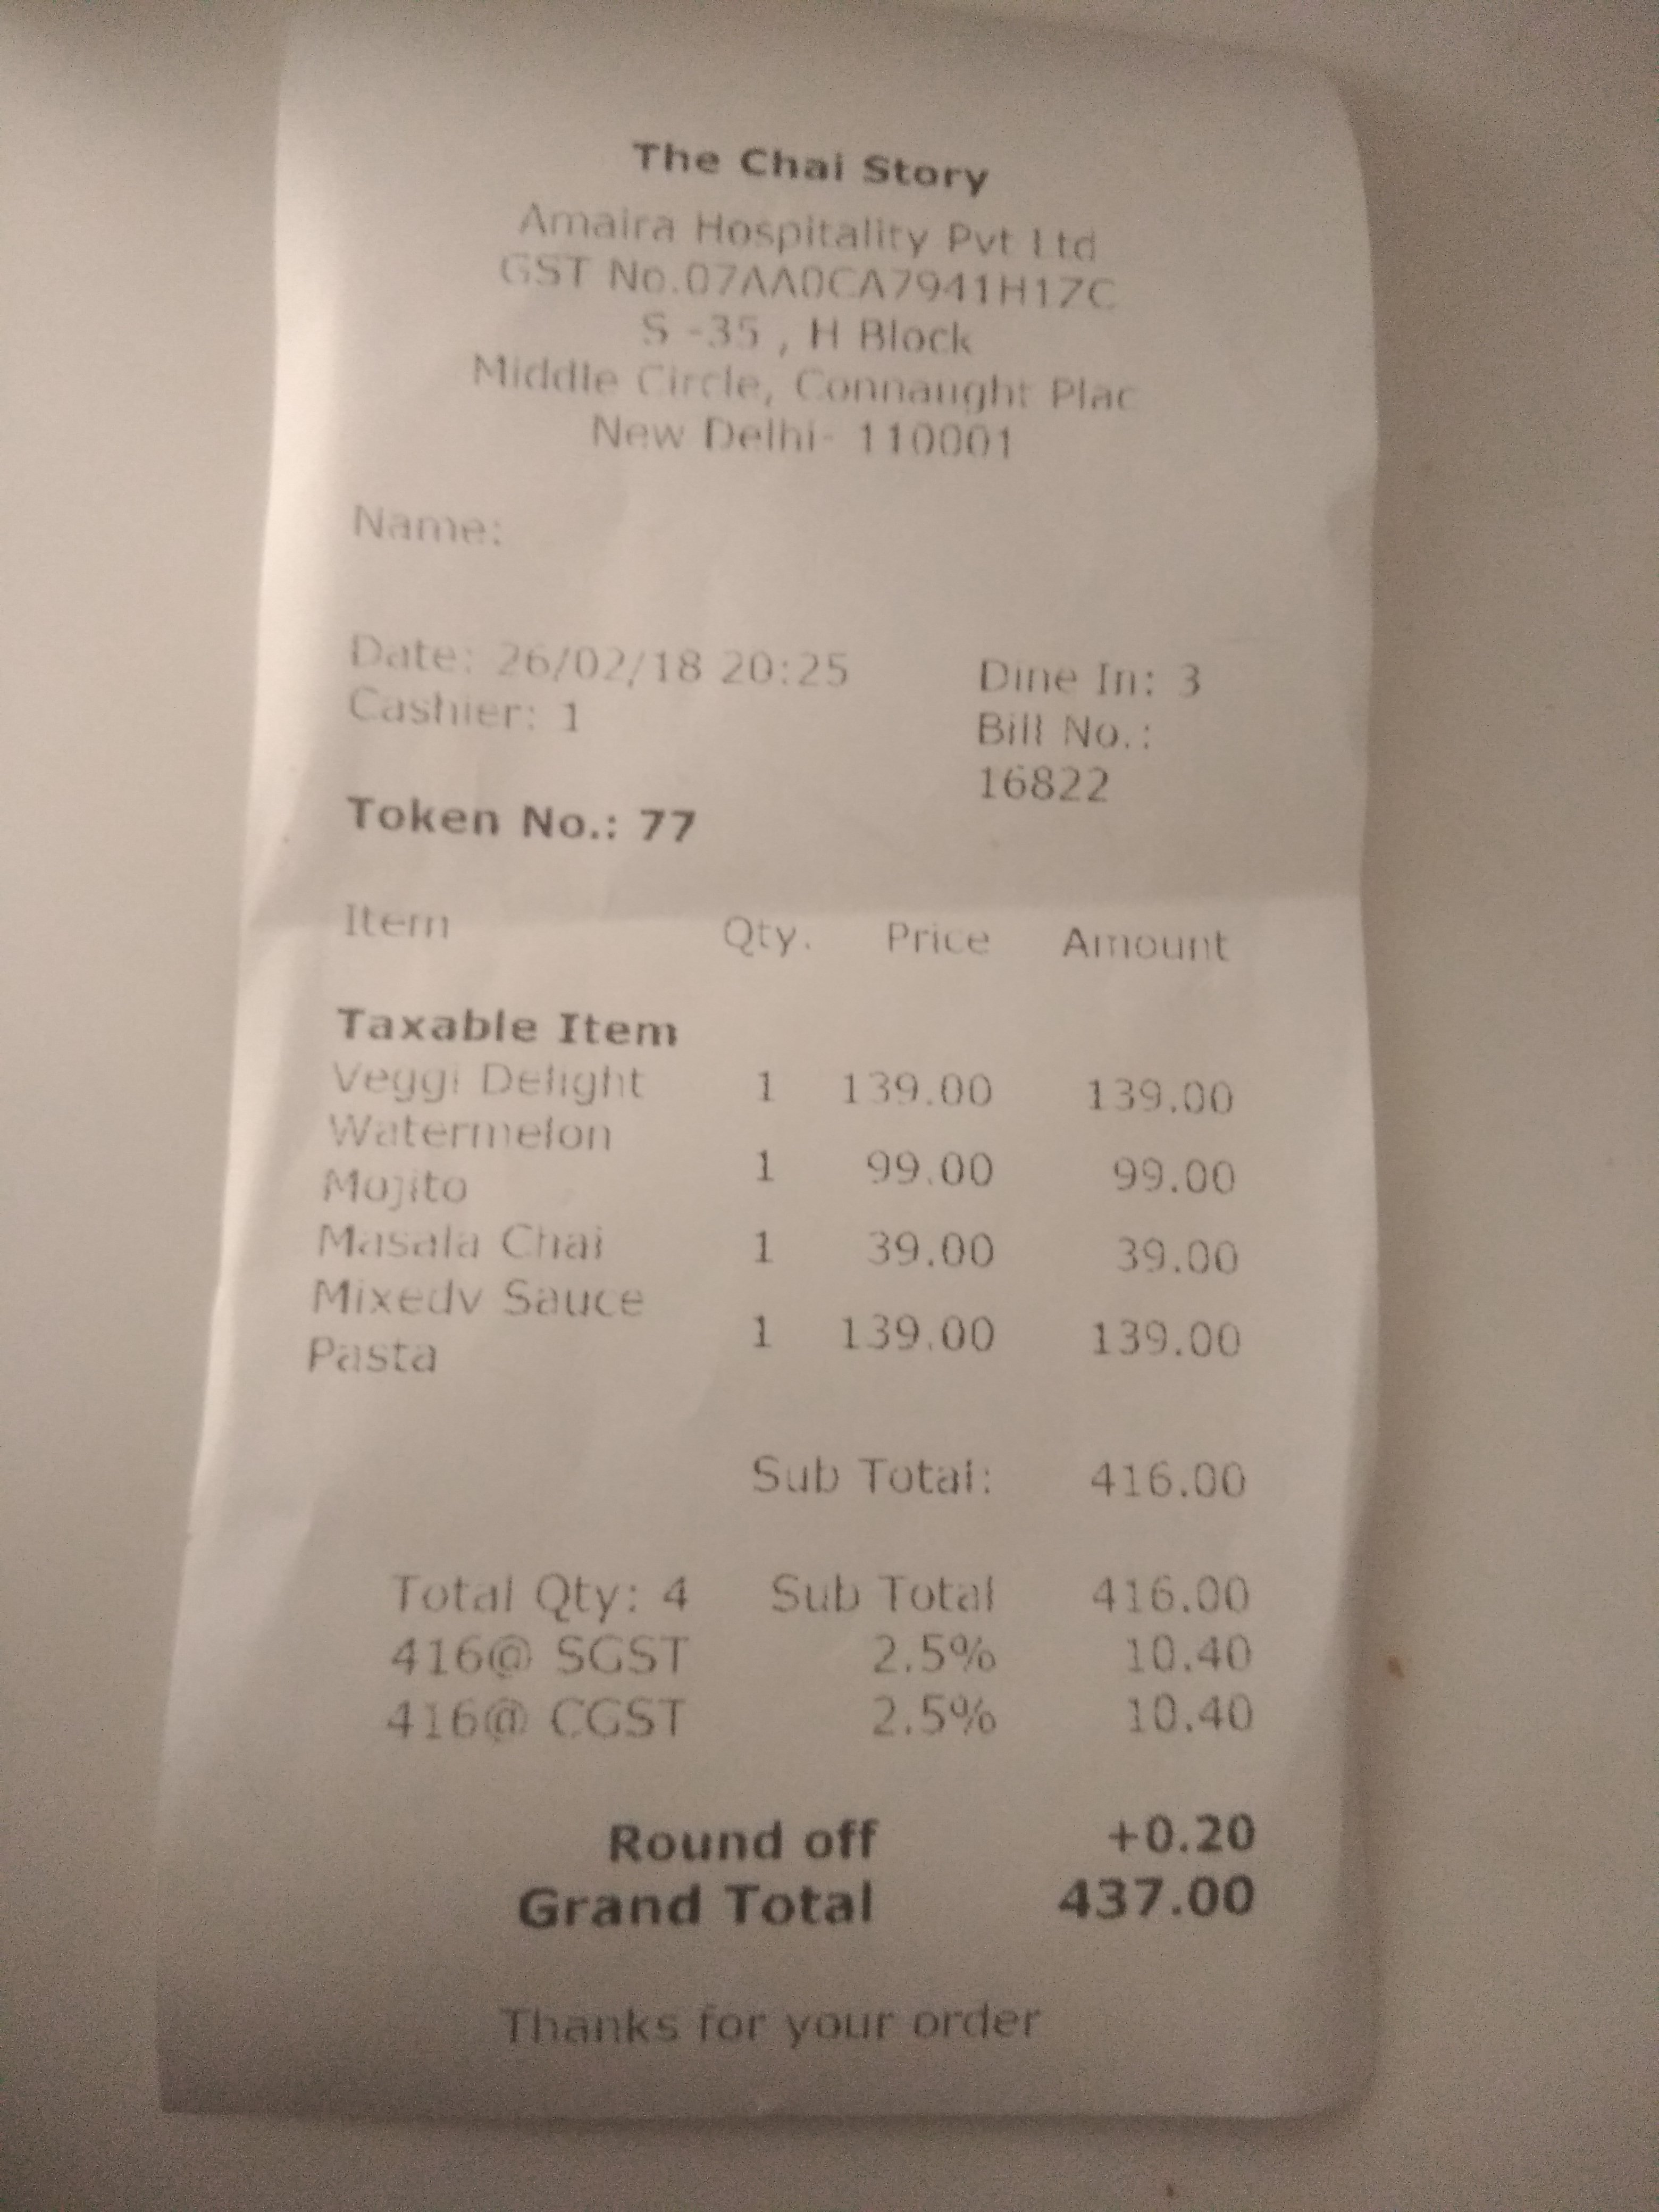 The Chai Story
Amaira Hospitality Pvt Ltd
GST No.
S -35 , H Block
Middle Circle, Connaught Plac
New Delhi- 110001
Name:
Date: 26/02/18 20:25 Dine In: 3
Cashier: 1 Bill No.:
16822
Token No.: 77
Item Qty. Price Amount
Taxable Item
Veggi Delight 1 139.00 139.00
Watermelon
Mojito 1 99.00 99.00
Masala Chai 1 39.00 39.00
Mixedv Sauce
Pasta 1 139.00 139.00
Sub Total: 416.00
Total Qty: 4 Sub Total 416.00
416@ SGST 2.5% 10.40
416@ CGST 2.5% 10.40
Round off +0.20
Grand Total 437.00
Thanks for your order